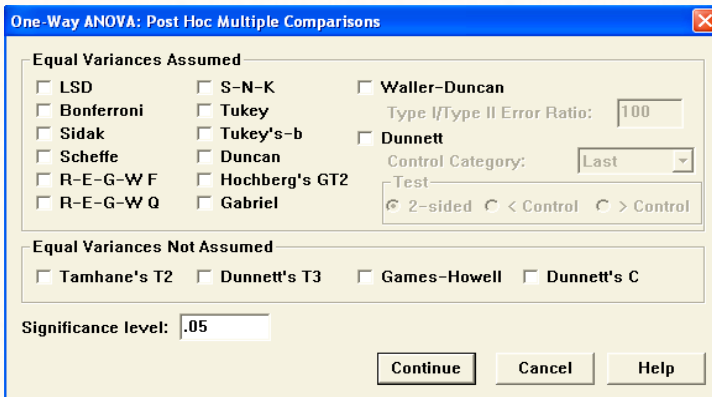 One-Way ANOVA: Post Hoc Multiple Comparisons
Equal Variances Assumed
LSD S-N-K Waller-Duncan
Bonferroni Tukey Type I/Type II Error Ratio: 100
Sidak Tukey's-b Dunnett
Scheffe Duncan Control Category: Last
R-E-G-W F Hochberg's GT2 Test
R-E-G-W Q Gabriel 2-sided < Control > Control
Equal Variances Not Assumed
Tamhane's T2 Dunnett's T3 Games-Howell Dunnett's C
Significance level: .05
Continue Cancel Help